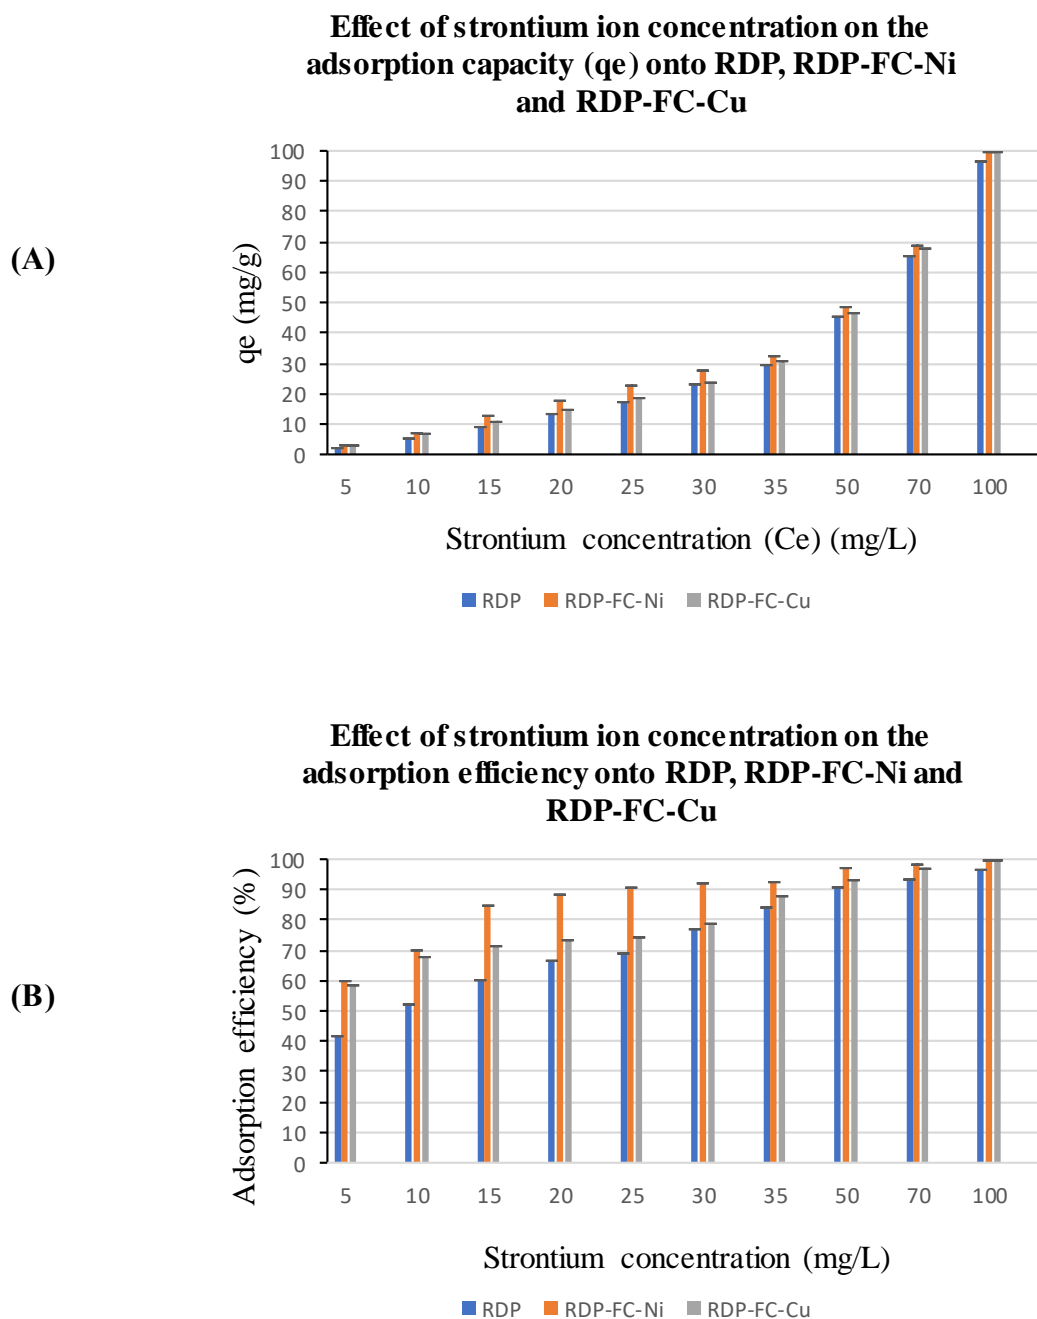 Effect of strontium ion concentration on the
adsorption capacity (qe) onto RDP, RDP-FC-Ni
and RDP-FC-Cu
(A)
qe (mg/g)
100
90
80
70
60
50
40
30
20
10
0
5 10 15 20 25 30 35 50 70 100
Strontium concentration (Ce) (mg/L)
RDP RDP-FC-Ni RDP-FC-Cu
Effect of strontium ion concentration on the
adsorption efficiency onto RDP, RDP-FC-Ni and
RDP-FC-Cu
(B)
Adsorption efficiency (%)
100
90
80
70
60
50
40
30
20
10
0
5 10 15 20 25 30 35 50 70 100
Strontium concentration (mg/L)
RDP RDP-FC-Ni RDP-FC-Cu